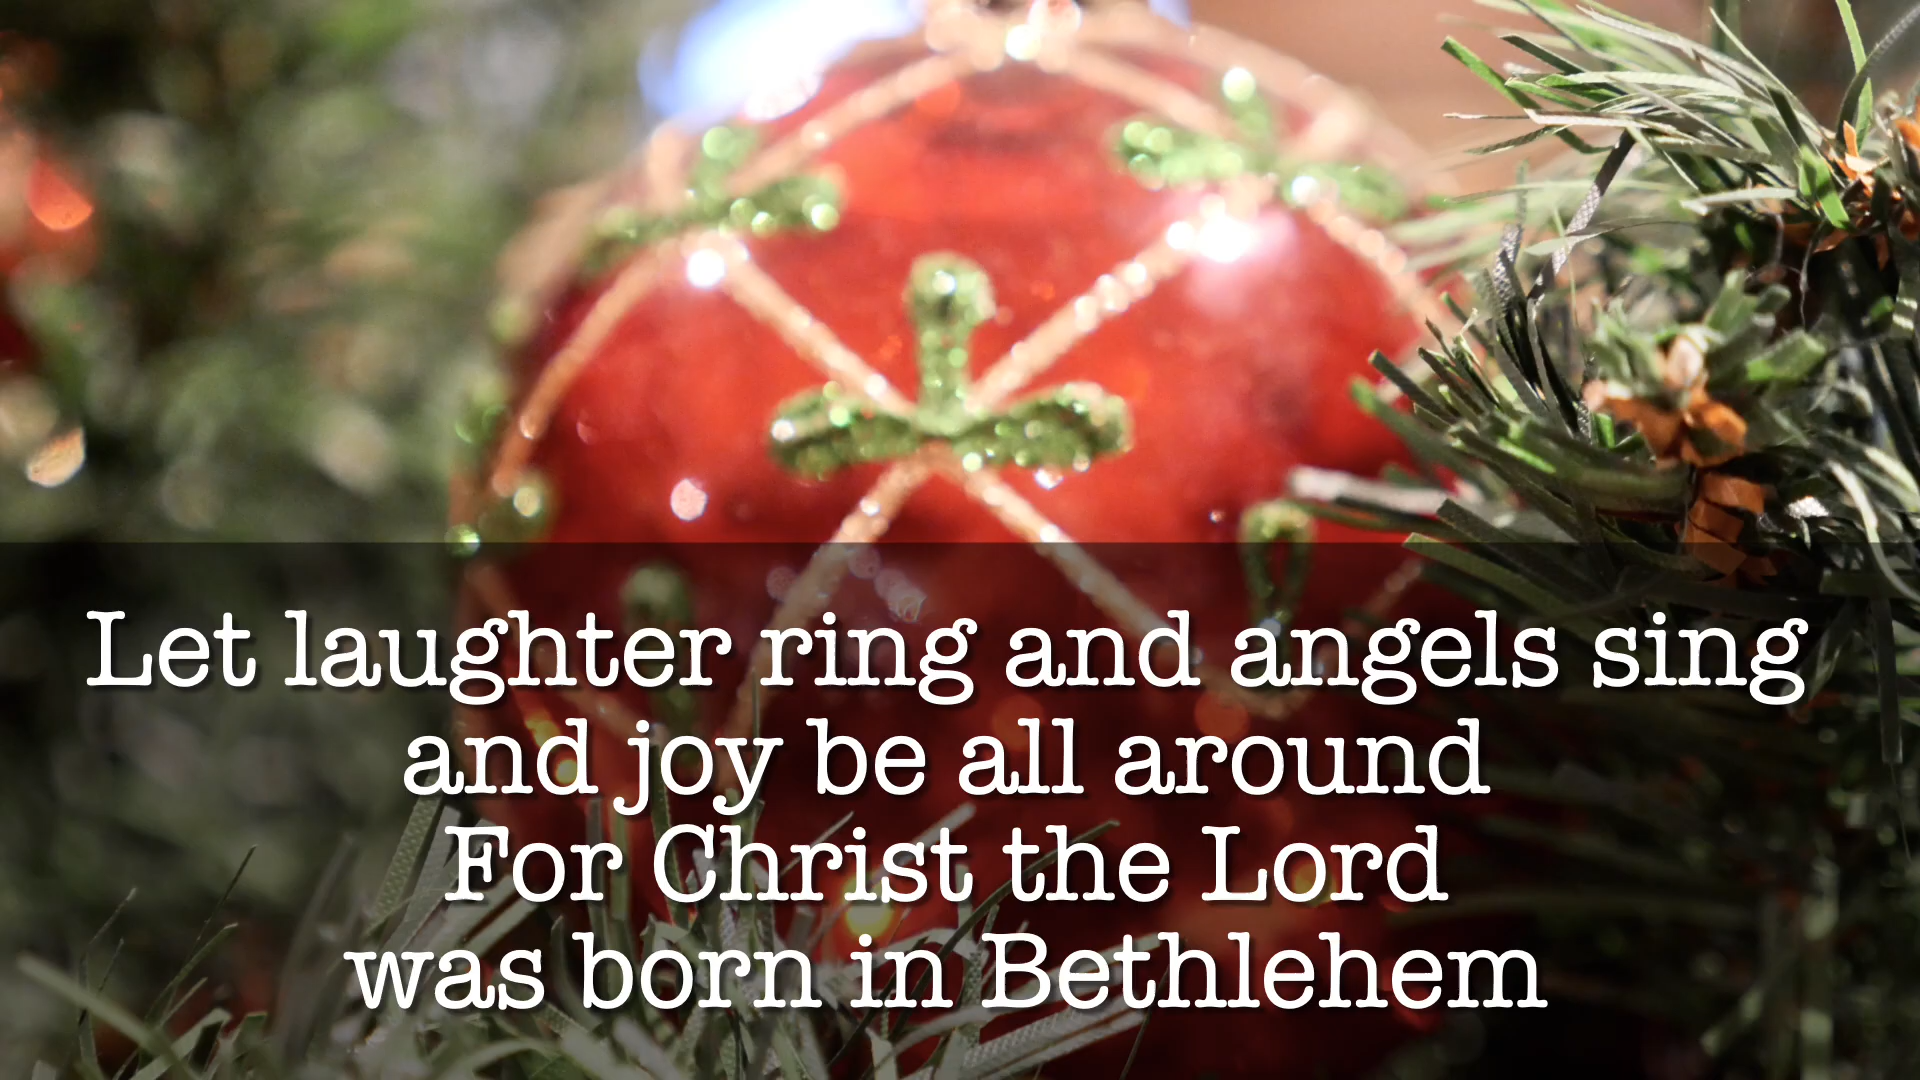 Let laughter ring and angels sing
and joy be all around
For Christ the Lord
was born in Bethlehem